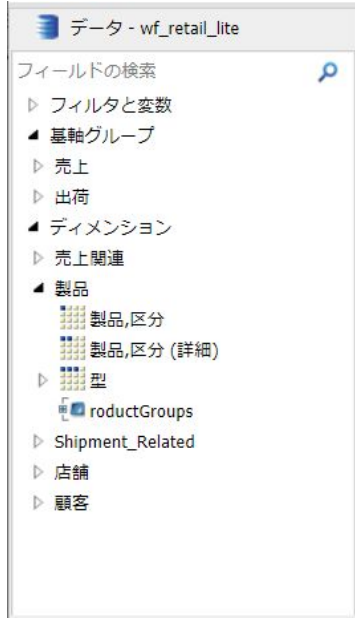 データ - wf_retail_lite
フィールドの検索
フィルタと変数
基軸グループ
売上
出荷
ディメンション
売上関連
製品
製品,区分
製品,区分 (詳細)
型
roductGroups
Shipment_Related
店舗
顧客